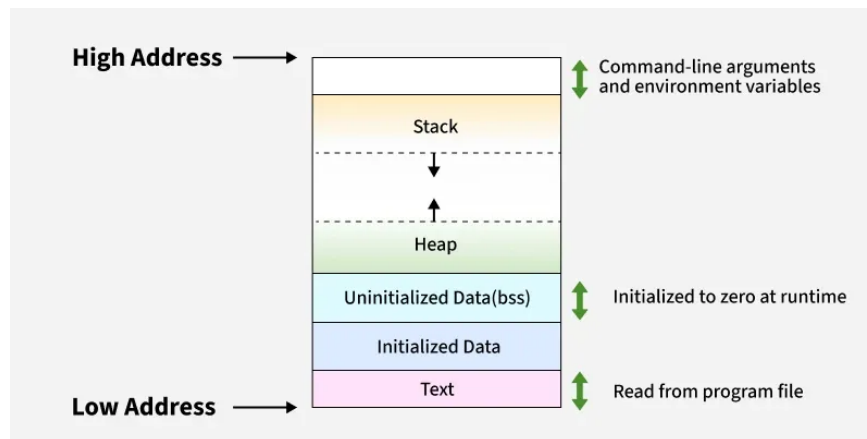 High Address
Command-line arguments
and environment variables
Stack
Heap
Uninitialized Data(bss)
Initialized to zero at runtime
Initialized Data
Text
Read from program file
Low Address